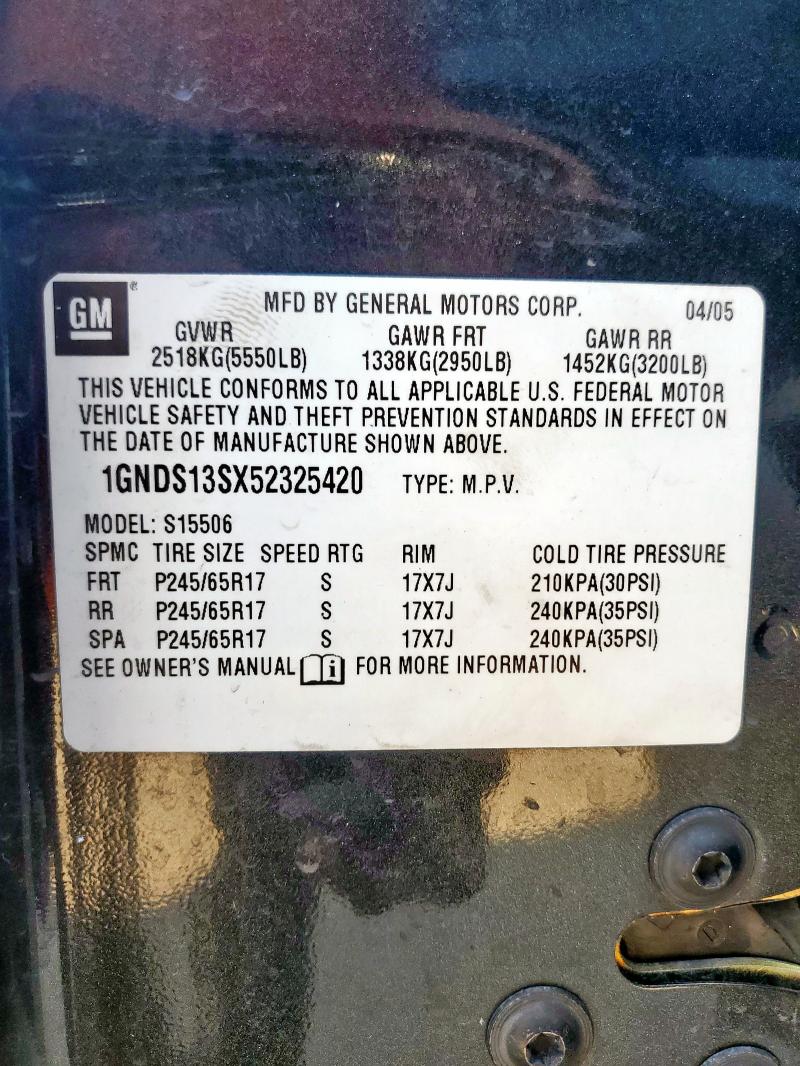 GM® MFD BY GENERAL MOTORS CORP. 04/05
GVWR GAWR FRT GAWR RR
2518KG(5550LB) 1338KG(2950LB) 1452KG(3200LB)
THIS VEHICLE CONFORMS TO ALL APPLICABLE U.S. FEDERAL MOTOR
VEHICLE SAFETY AND THEFT PREVENTION STANDARDS IN EFFECT ON
THE DATE OF MANUFACTURE SHOWN ABOVE.
1GNDS13SX52325420 TYPE: M.P.V.
MODEL: S15506
SPMC TIRE SIZE SPEED RTG RIM COLD TIRE PRESSURE
FRT P245/65R17 S 17X7J 210KPA(30PSI)
RR P245/65R17 S 17X7J 240KPA(35PSI)
SPA P245/65R17 S 17X7J 240KPA(35PSI)
SEE OWNER'S MANUAL i FOR MORE INFORMATION.